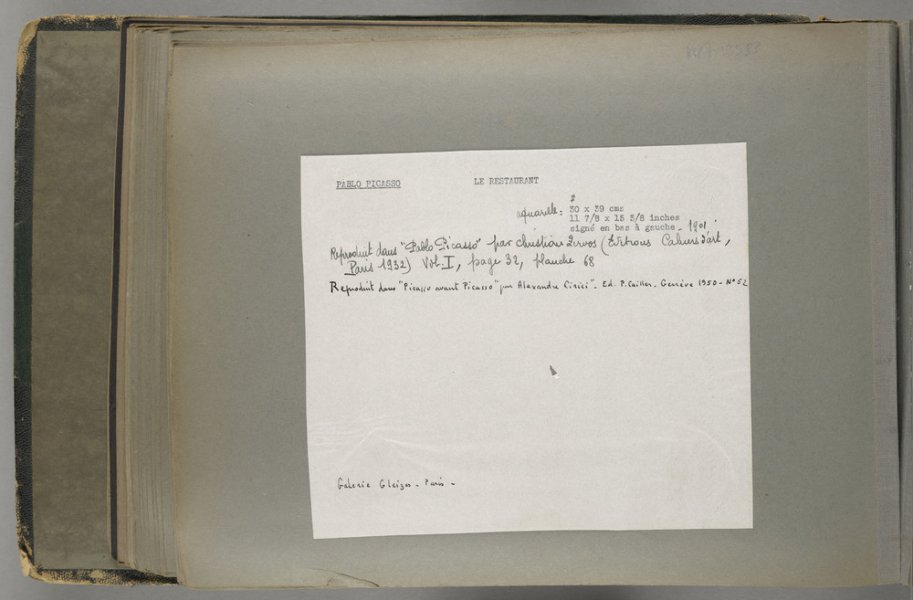 PABLO PICASSO LE RESTAURANT
aquarelle: 30 x 39 cms
11 7/8 x 15 3/8 inches
signé en bas à gauche - 1901
Reproduit dans "Pablo Picasso" par Christian Zervos (Editions Cahiers d'art,
Paris 1932) Vol. I, page 32, planche 68
Reproduit dans "Picasso avant Picasso" par Alexandre Cirici". Ed. P. Cailler. Genève 1950 - N° 52
Galerie Gleizes - Paris -